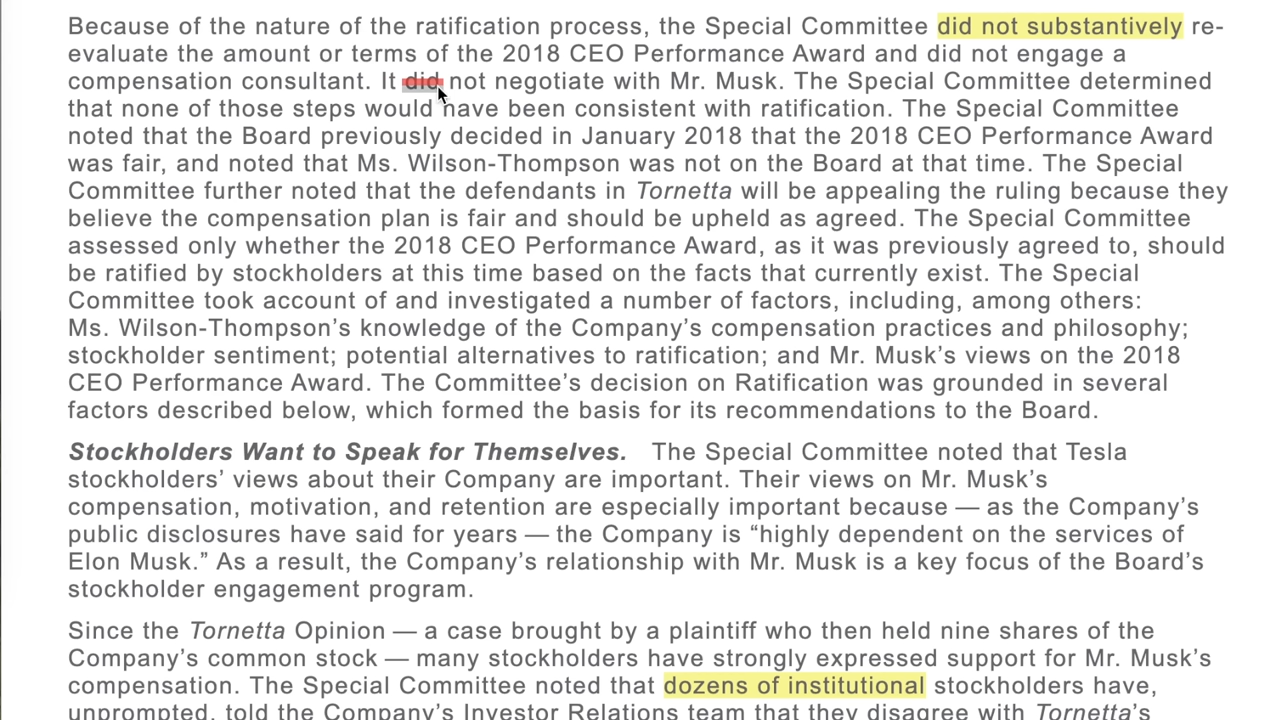 Because of the nature of the ratification process, the Special Committee did not substantively re-
evaluate the amount or terms of the 2018 CEO Performance Award and did not engage a
compensation consultant. It did not negotiate with Mr. Musk. The Special Committee determined
that none of those steps would have been consistent with ratification. The Special Committee
noted that the Board previously decided in January 2018 that the 2018 CEO Performance Award
was fair, and noted that Ms. Wilson-Thompson was not on the Board at that time. The Special
Committee further noted that the defendants in Tornetta will be appealing the ruling because they
believe the compensation plan is fair and should be upheld as agreed. The Special Committee
assessed only whether the 2018 CEO Performance Award, as it was previously agreed to, should
be ratified by stockholders at this time based on the facts that currently exist. The Special
Committee took account of and investigated a number of factors, including, among others:
Ms. Wilson-Thompson’s knowledge of the Company’s compensation practices and philosophy;
stockholder sentiment; potential alternatives to ratification; and Mr. Musk’s views on the 2018
CEO Performance Award. The Committee’s decision on Ratification was grounded in several
factors described below, which formed the basis for its recommendations to the Board.
Stockholders Want to Speak for Themselves. The Special Committee noted that Tesla
stockholders’ views about their Company are important. Their views on Mr. Musk’s
compensation, motivation, and retention are especially important because — as the Company’s
public disclosures have said for years — the Company is “highly dependent on the services of
Elon Musk.” As a result, the Company’s relationship with Mr. Musk is a key focus of the Board’s
stockholder engagement program.
Since the Tornetta Opinion — a case brought by a plaintiff who then held nine shares of the
Company’s common stock — many stockholders have strongly expressed support for Mr. Musk’s
compensation. The Special Committee noted that dozens of institutional stockholders have,
unprompted, told the Company’s Investor Relations team that they disagree with Tornetta’s